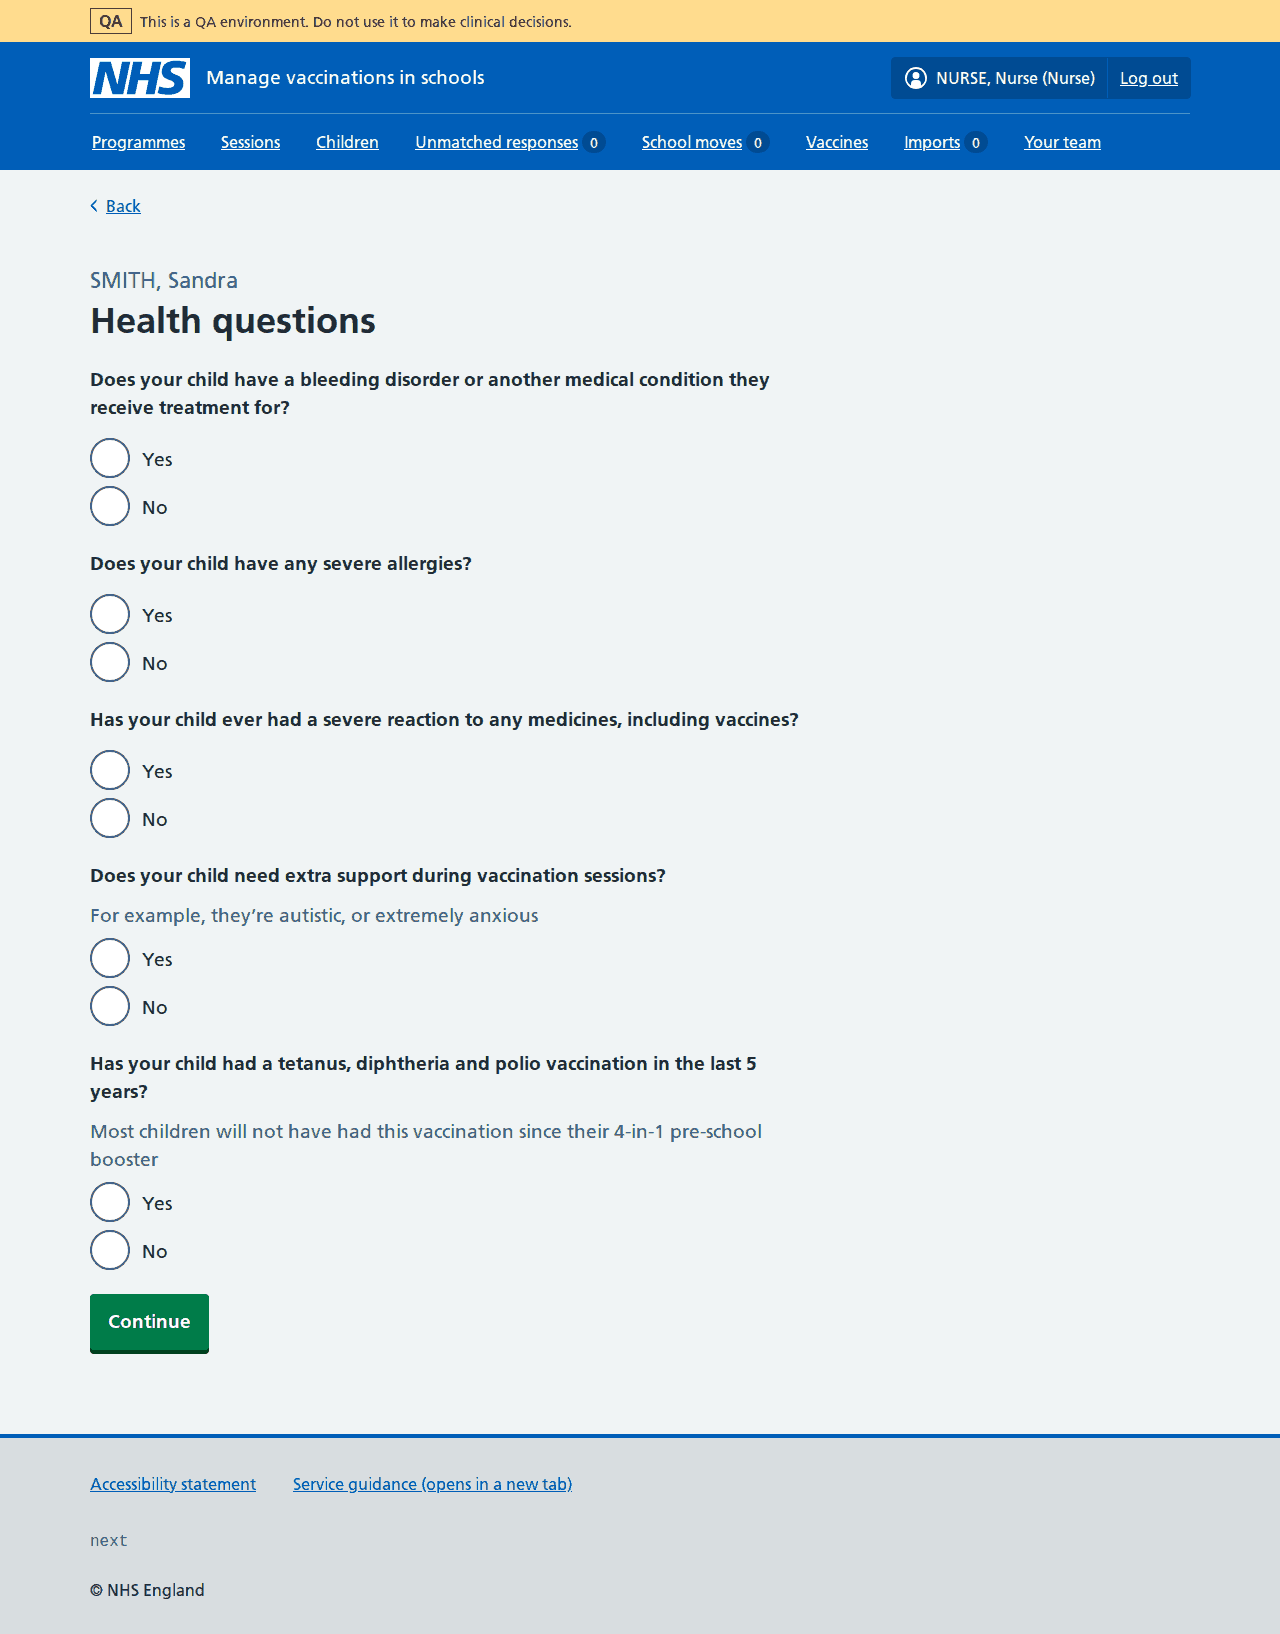 QA This is a QA environment. Do not use it to make clinical decisions.
NHS Manage vaccinations in schools NURSE, Nurse (Nurse) Log out
Programmes Sessions Children Unmatched responses 0 School moves 0 Vaccines Imports 0 Your team
Back
SMITH, Sandra
Health questions
Does your child have a bleeding disorder or another medical condition they
receive treatment for?
Yes
No
Does your child have any severe allergies?
Yes
No
Has your child ever had a severe reaction to any medicines, including vaccines?
Yes
No
Does your child need extra support during vaccination sessions?
For example, they’re autistic, or extremely anxious
Yes
No
Has your child had a tetanus, diphtheria and polio vaccination in the last 5
years?
Most children will not have had this vaccination since their 4-in-1 pre-school
booster
Yes
No
Continue
Accessibility statement Service guidance (opens in a new tab)
next
© NHS England